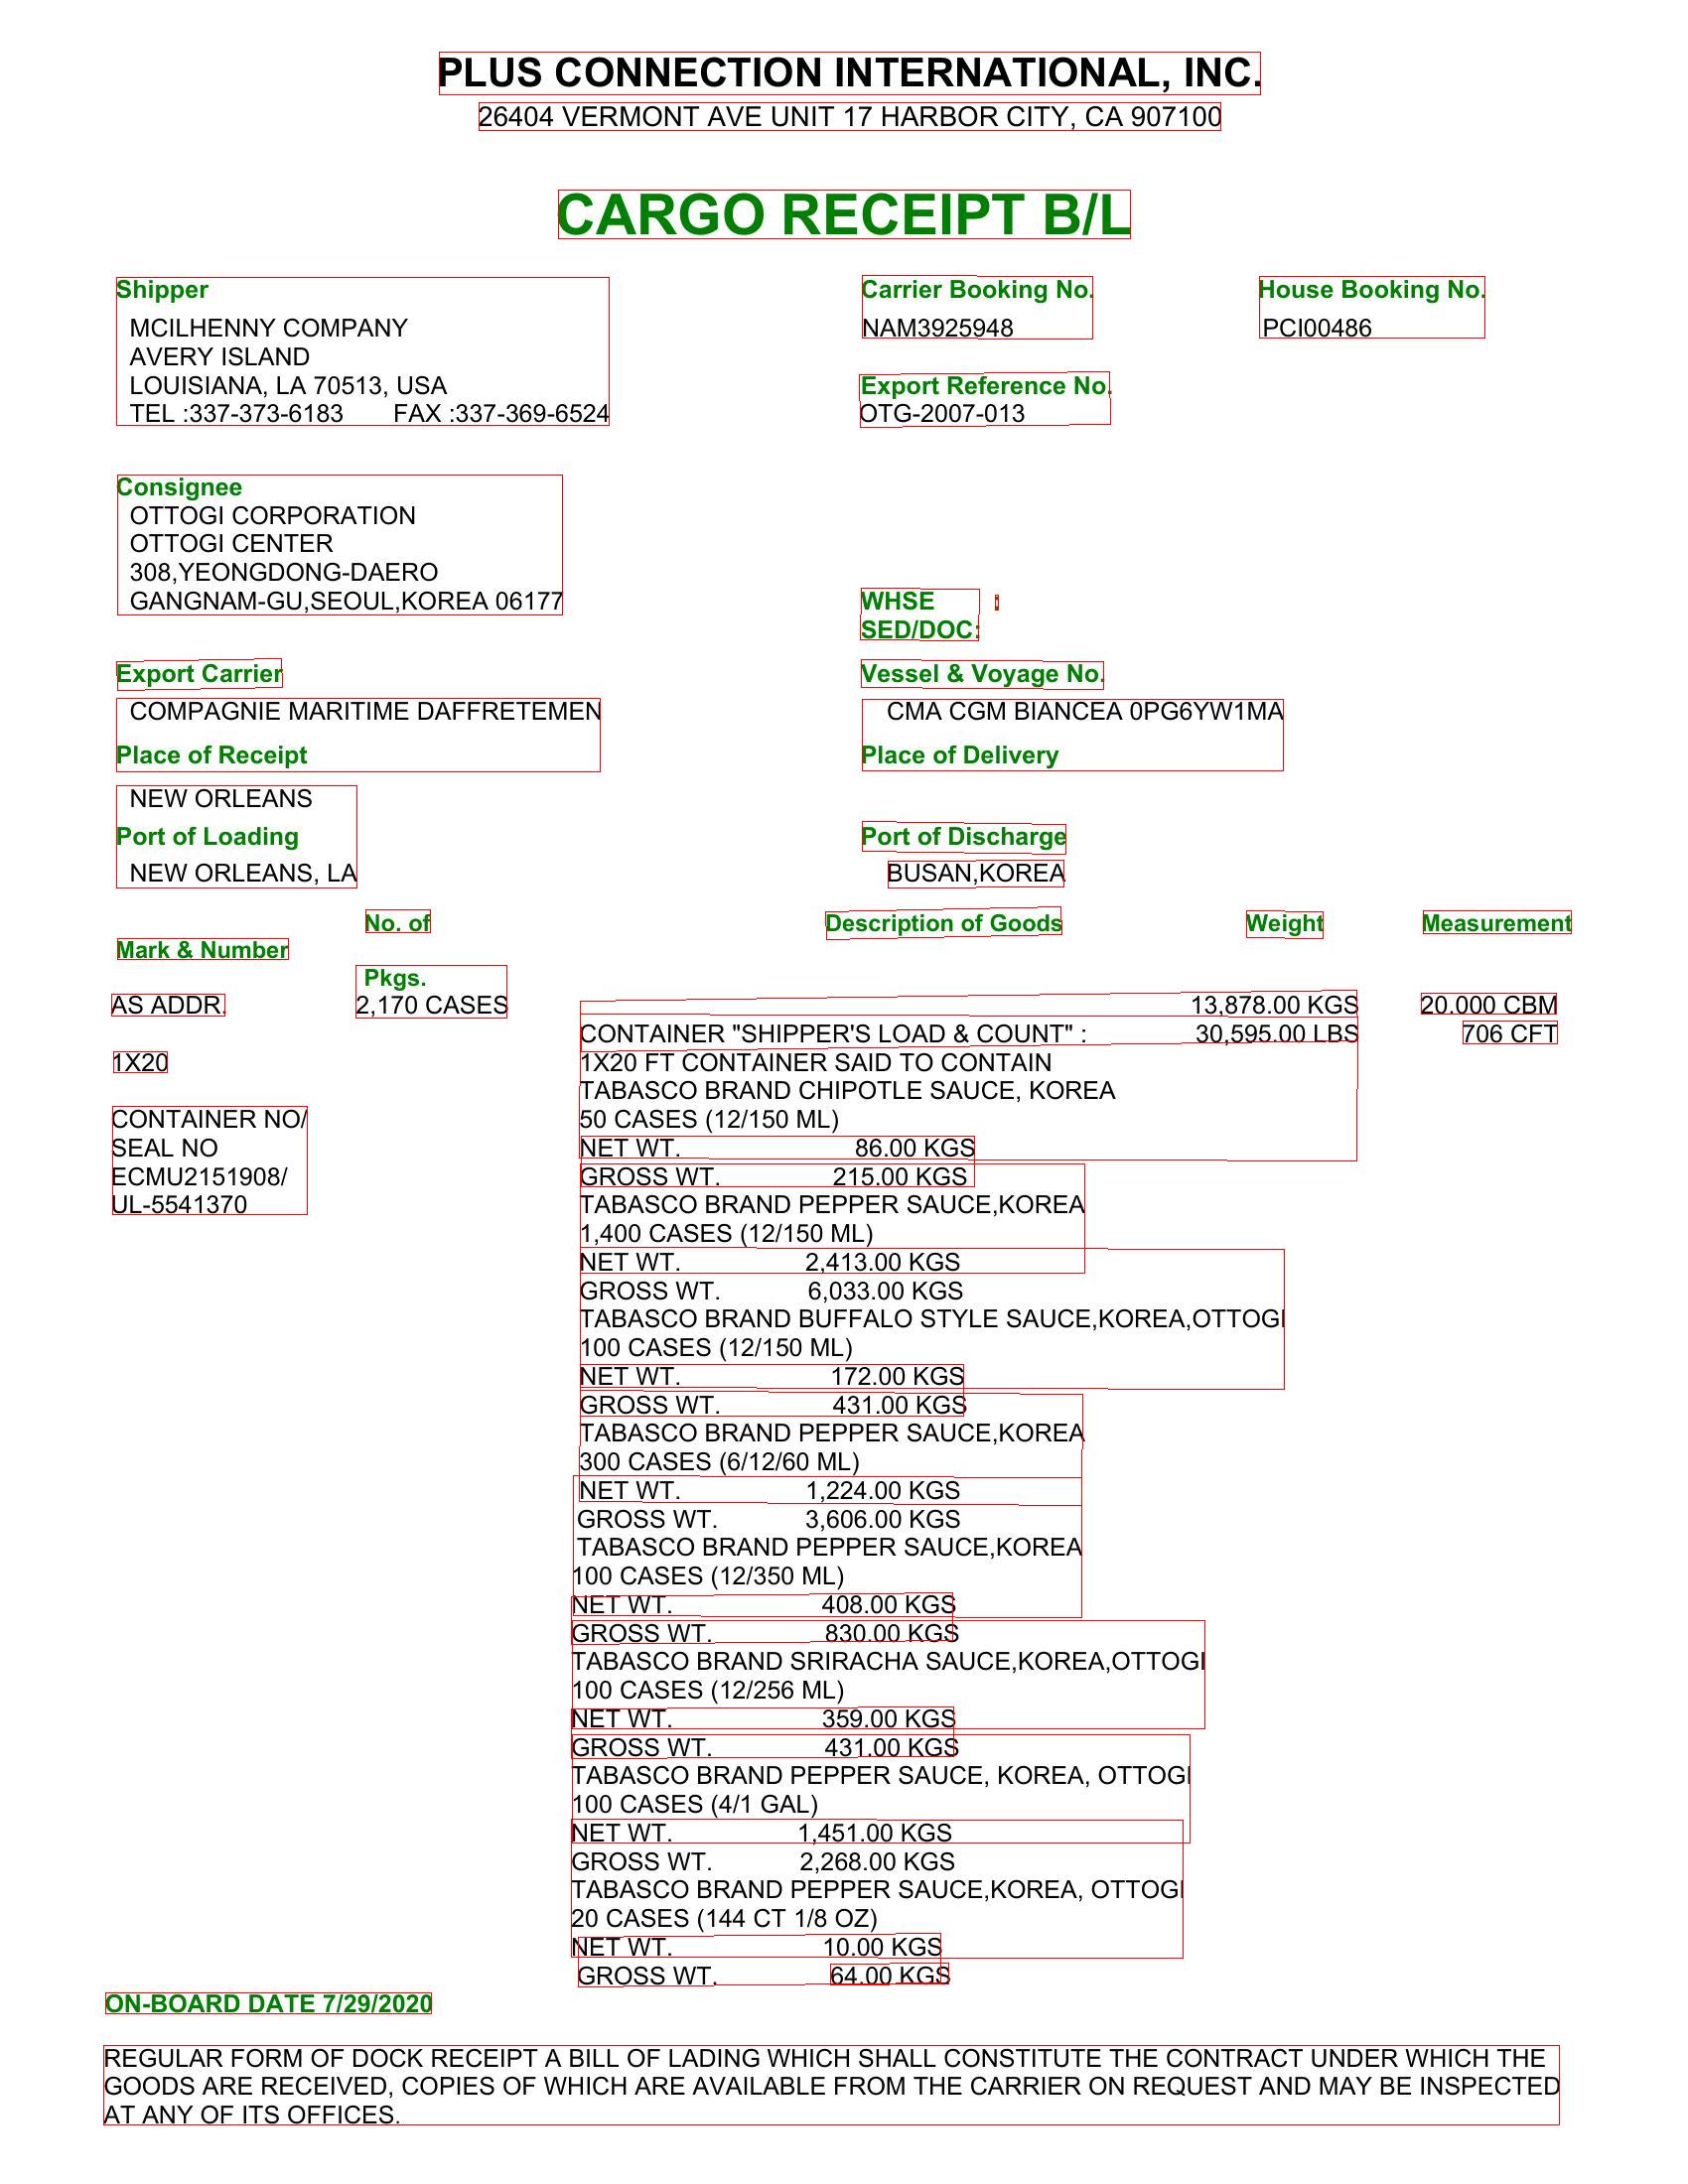 PLUS CONNECTION INTERNATIONAL, INC.
26404 VERMONT AVE UNIT 17 HARBOR CITY, CA 907100
CARGO RECEIPT B/L
Shipper
MCILHENNY COMPANY
AVERY ISLAND
LOUISIANA, LA 70513, USA
TEL :337-373-6183 FAX :337-369-6524
Carrier Booking No.
NAM3925948
House Booking No.
PCI00486
Export Reference No.
OTG-2007-013
Consignee
OTTOGI CORPORATION
OTTOGI CENTER
308,YEONGDONG-DAERO
GANGNAM-GU,SEOUL,KOREA 06177
WHSE :
SED/DOC:
Export Carrier
COMPAGNIE MARITIME DAFFRETEMEN
Vessel & Voyage No.
CMA CGM BIANCEA 0PG6YW1MA
Place of Receipt
NEW ORLEANS
Place of Delivery
Port of Loading
NEW ORLEANS, LA
Port of Discharge
BUSAN,KOREA
Mark & Number
No. of
Pkgs.
Description of Goods
Weight
Measurement
AS ADDR. 2,170 CASES 13,878.00 KGS 20.000 CBM
CONTAINER "SHIPPER'S LOAD & COUNT" : 30,595.00 LBS 706 CFT
1X20
CONTAINER NO/
SEAL NO
ECMU2151908/
UL-5541370
1X20 FT CONTAINER SAID TO CONTAIN
TABASCO BRAND CHIPOTLE SAUCE, KOREA
50 CASES (12/150 ML)
NET WT. 86.00 KGS
GROSS WT. 215.00 KGS
TABASCO BRAND PEPPER SAUCE,KOREA
1,400 CASES (12/150 ML)
NET WT. 2,413.00 KGS
GROSS WT. 6,033.00 KGS
TABASCO BRAND BUFFALO STYLE SAUCE,KOREA,OTTOGI
100 CASES (12/150 ML)
NET WT. 172.00 KGS
GROSS WT. 431.00 KGS
TABASCO BRAND PEPPER SAUCE,KOREA
300 CASES (6/12/60 ML)
NET WT. 1,224.00 KGS
GROSS WT. 3,606.00 KGS
TABASCO BRAND PEPPER SAUCE,KOREA
100 CASES (12/350 ML)
NET WT. 408.00 KGS
GROSS WT. 830.00 KGS
TABASCO BRAND SRIRACHA SAUCE,KOREA,OTTOGI
100 CASES (12/256 ML)
NET WT. 359.00 KGS
GROSS WT. 431.00 KGS
TABASCO BRAND PEPPER SAUCE, KOREA, OTTOGI
100 CASES (4/1 GAL)
NET WT. 1,451.00 KGS
GROSS WT. 2,268.00 KGS
TABASCO BRAND PEPPER SAUCE,KOREA, OTTOGI
20 CASES (144 CT 1/8 OZ)
NET WT. 10.00 KGS
GROSS WT. 64.00 KGS
ON-BOARD DATE 7/29/2020
REGULAR FORM OF DOCK RECEIPT A BILL OF LADING WHICH SHALL CONSTITUTE THE CONTRACT UNDER WHICH THE
GOODS ARE RECEIVED, COPIES OF WHICH ARE AVAILABLE FROM THE CARRIER ON REQUEST AND MAY BE INSPECTED
AT ANY OF ITS OFFICES.